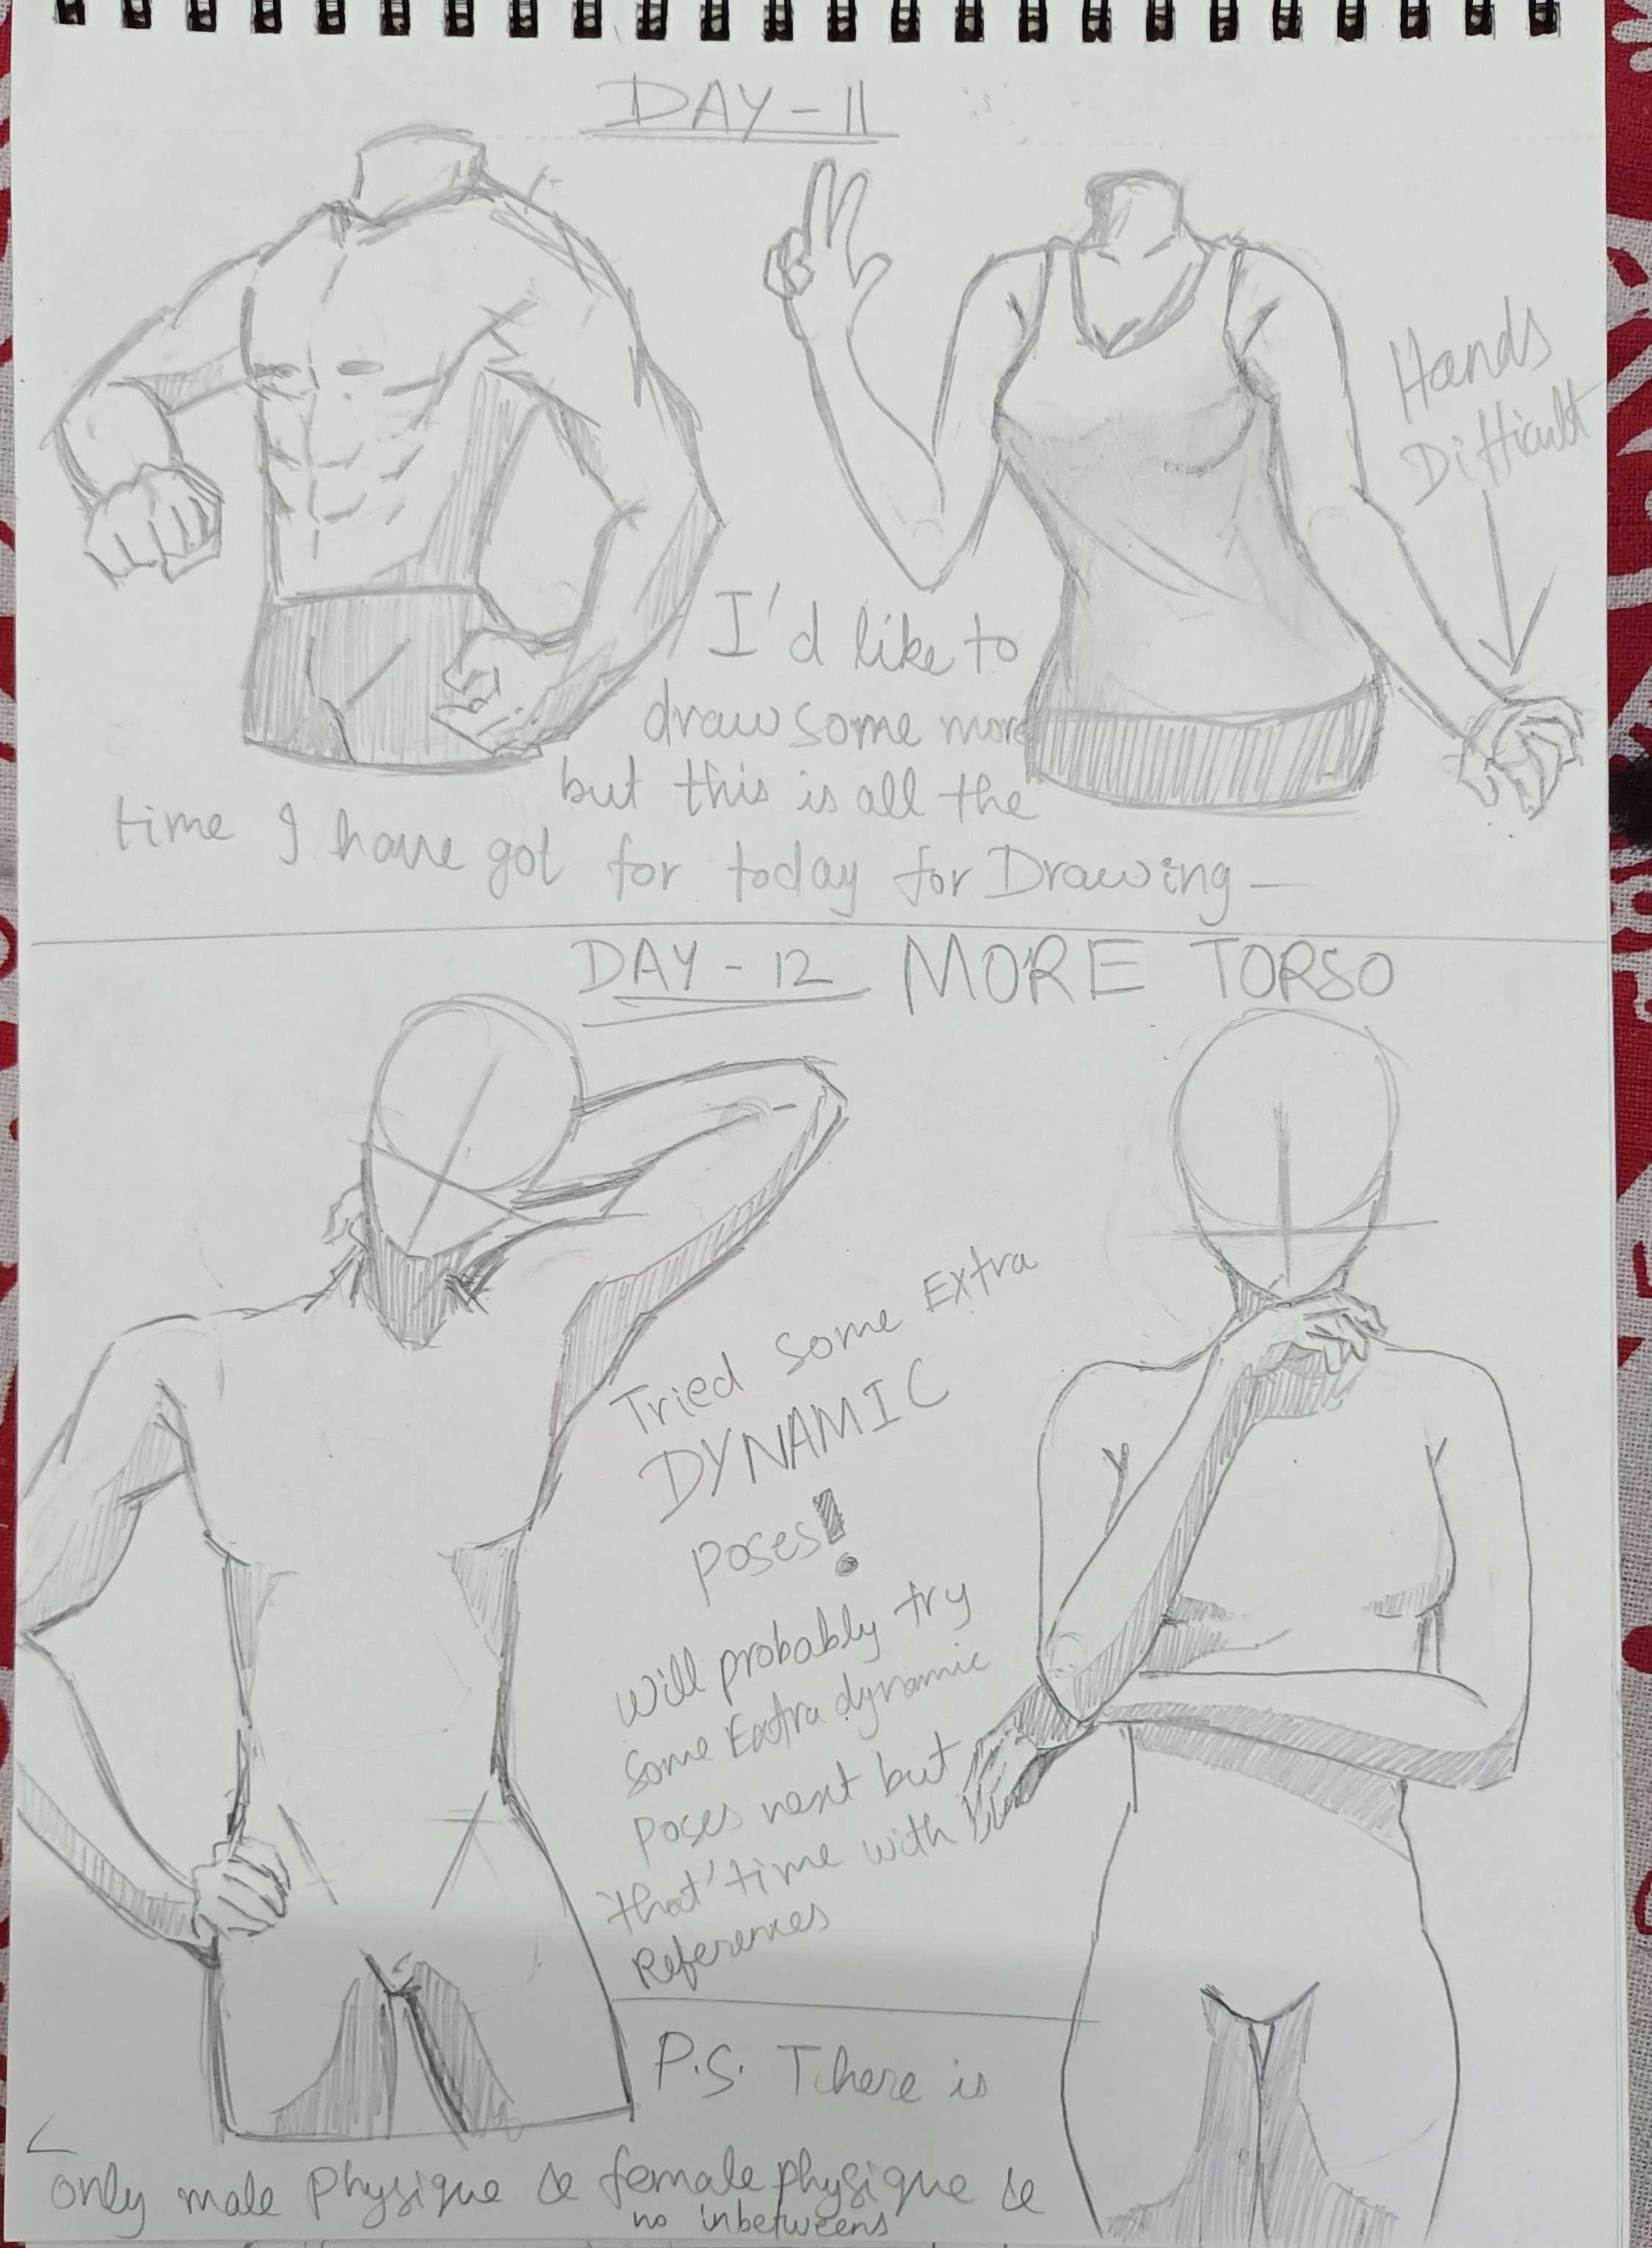 DAY - 11
Hands
Difficult
I'd like to
draw some more
but this is all the
time I have got for today for Drawing —
DAY - 12 MORE TORSO
Tried some Extra
DYNAMIC
poses!
Will probably try
some Extra dynamic
poses next but
that' time with
References
P.S. There is
only male physique & female physique &
no inbetweens